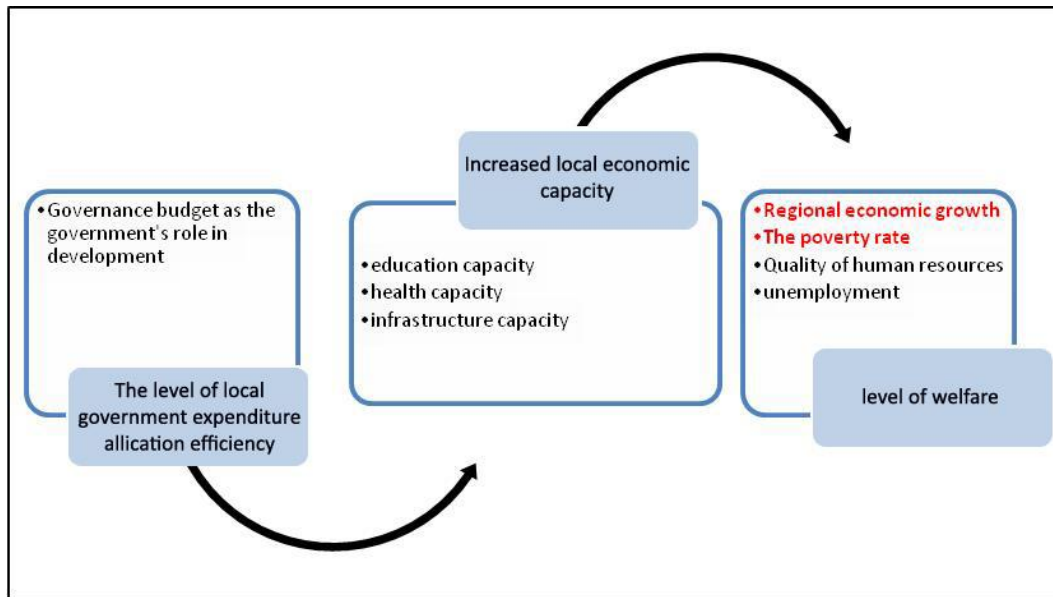 •Governance budget as the
government's role in
development
The level of local
government expenditure
allication efficiency
Increased local economic
capacity
•education capacity
•health capacity
•infrastructure capacity
•Regional economic growth
•The poverty rate
•Quality of human resources
•unemployment
level of welfare